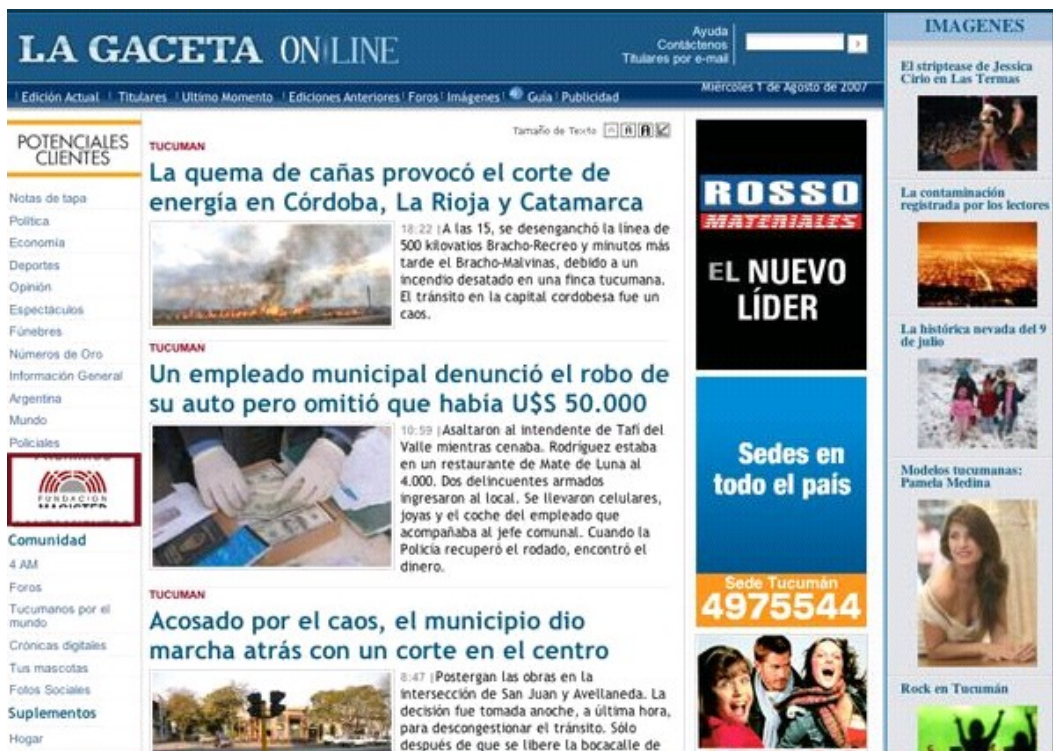 LA GACETA ONLINE
Ayuda
Contáctenos
Titulares por e-mail
Edición Actual
Titulares
Ultimo Momento
Ediciones Anteriores
Foros
Imágenes
Guía
Publicidad
Miércoles 1 de Agosto de 2007
POTENCIALES
CLIENTES
Notas de tapa
Política
Economía
Deportes
Opinión
Espectáculos
Fúnebres
Números de Oro
Información General
Argentina
Mundo
Policiales
FUNDACION
MAGISTER
Comunidad
4 AM
Foros
Tucumanos por el
mundo
Crónicas digitales
Tus mascotas
Fotos Sociales
Suplementos
Hogar
Tamaño de Texto
TUCUMAN
La quema de cañas provocó el corte de
energía en Córdoba, La Rioja y Catamarca
18:22 | A las 15, se desenganchó la línea de
500 kilovatios Bracho-Recreo y minutos más
tarde el Bracho-Malvinas, debido a un
incendio desatado en una finca tucumana.
El tránsito en la capital cordobesa fue un
caos.
TUCUMAN
Un empleado municipal denunció el robo de
su auto pero omitió que había U$S 50.000
10:59 | Asaltaron al intendente de Tafí del
Valle mientras cenaba. Rodríguez estaba
en un restaurante de Mate de Luna al
4.000. Dos delincuentes armados
ingresaron al local. Se llevaron celulares,
joyas y el coche del empleado que
acompañaba al jefe comunal. Cuando la
Policía recuperó el rodado, encontró el
dinero.
TUCUMAN
Acosado por el caos, el municipio dio
marcha atrás con un corte en el centro
8:47 | Postergan las obras en la
intersección de San Juan y Avellaneda. La
decisión fue tomada anoche, a última hora,
para descongestionar el tránsito. Sólo
después de que se libere la bocacalle de
ROSSO
MATERIALES
EL NUEVO
LÍDER
Sedes en
todo el país
Sede Tucumán
4975544
IMAGENES
El striptease de Jessica
Cirio en Las Termas
La contaminación
registrada por los lectores
La histórica nevada del 9
de julio
Modelos tucumanas:
Pamela Medina
Rock en Tucumán